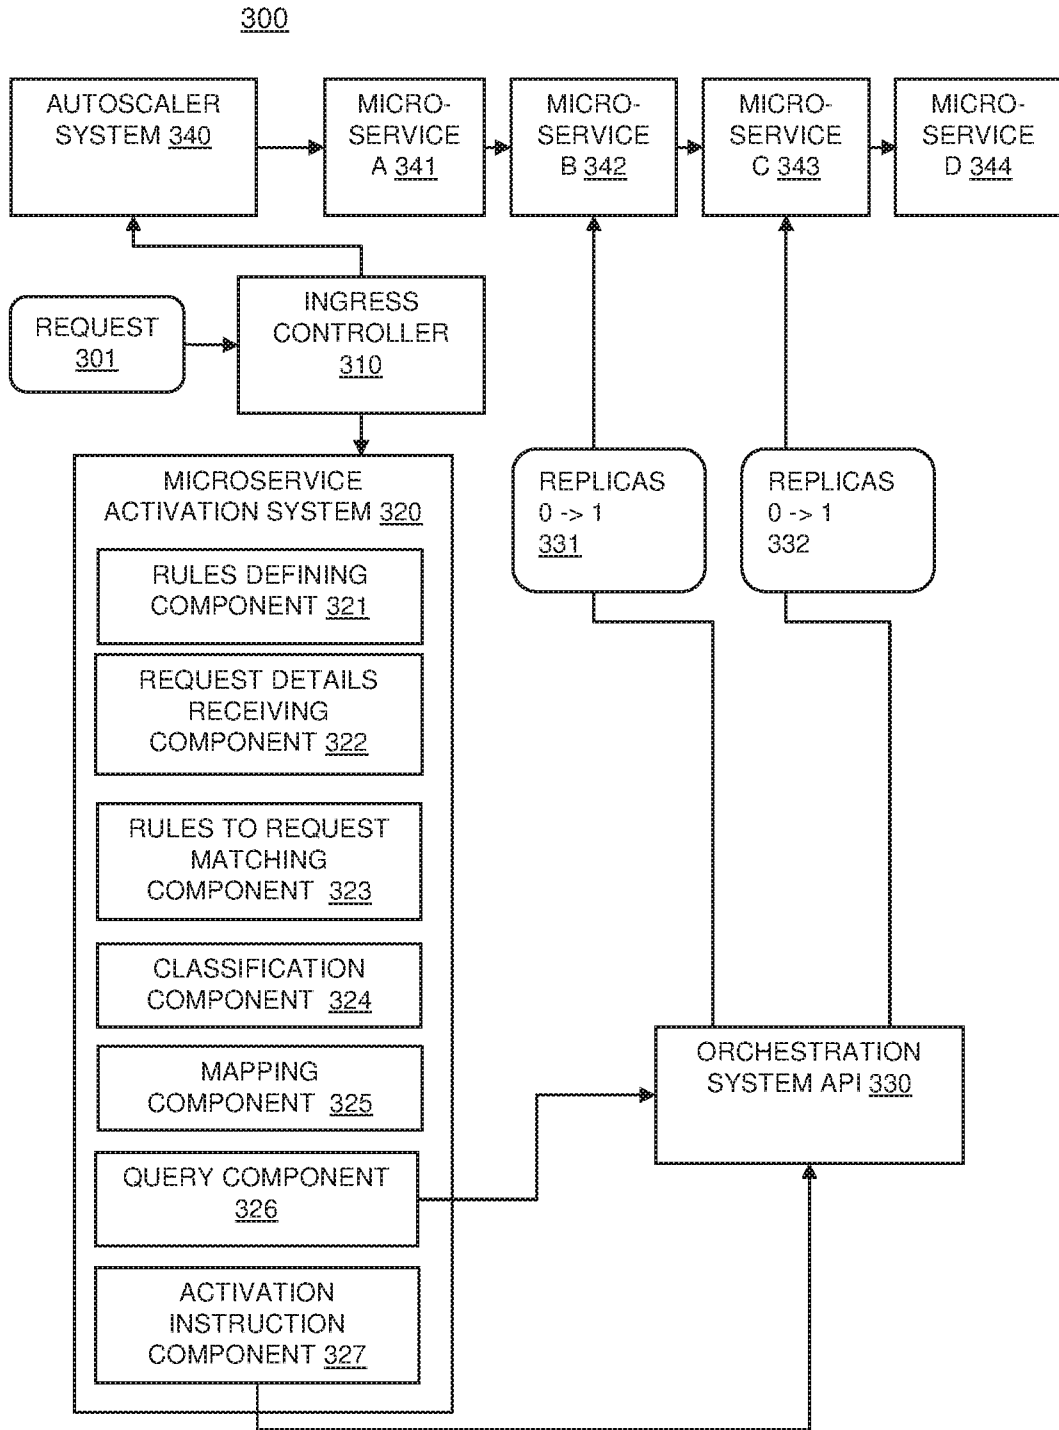 300
AUTOSCALER
SYSTEM 340
MICRO-
SERVICE
A 341
MICRO-
SERVICE
B 342
MICRO-
SERVICE
C 343
MICRO-
SERVICE
D 344
REQUEST
301
INGRESS
CONTROLLER
310
MICROSERVICE
ACTIVATION SYSTEM 320
RULES DEFINING
COMPONENT 321
REQUEST DETAILS
RECEIVING
COMPONENT 322
RULES TO REQUEST
MATCHING
COMPONENT 323
CLASSIFICATION
COMPONENT 324
MAPPING
COMPONENT 325
QUERY COMPONENT
326
ACTIVATION
INSTRUCTION
COMPONENT 327
REPLICAS
0 -> 1
331
REPLICAS
0 -> 1
332
ORCHESTRATION
SYSTEM API 330